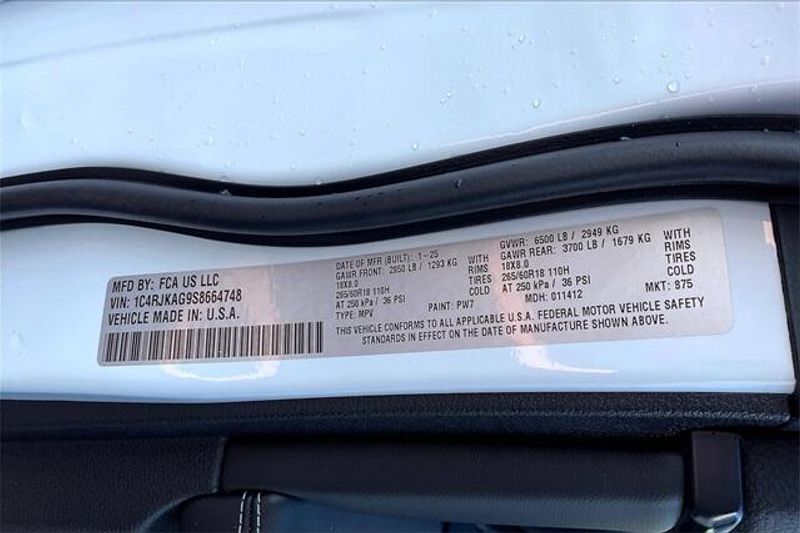 MFD BY: FCA US LLC
VIN: 1C4RJKAG9S8664748
VEHICLE MADE IN: U.S.A.
DATE OF MFR (BUILT): 1-25
GAWR FRONT: 2850 LB / 1293 KG WITH
18X8.0 RIMS
265/60R18 110H TIRES
AT 250 kPa / 36 PSI COLD
TYPE: MPV PAINT: PW7
GVWR: 6500 LB / 2949 KG
GAWR REAR: 3700 LB / 1679 KG WITH
18X8.0 RIMS
265/60R18 110H TIRES
AT 250 kPa / 36 PSI COLD
MDH: 011412 MKT: 875
THIS VEHICLE CONFORMS TO ALL APPLICABLE U.S.A. FEDERAL MOTOR VEHICLE SAFETY
STANDARDS IN EFFECT ON THE DATE OF MANUFACTURE SHOWN ABOVE.